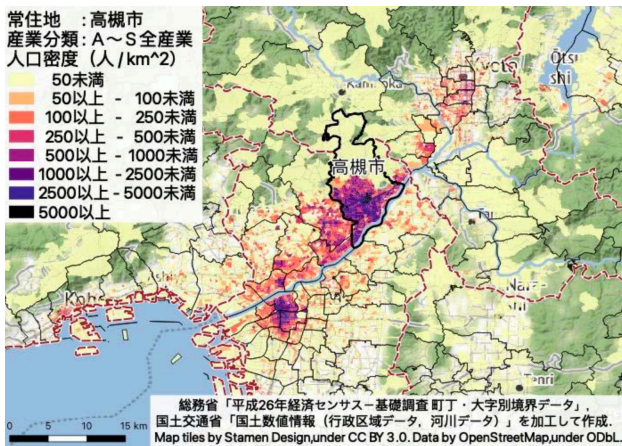 常住地　：高槻市
産業分類：A～S全産業
人口密度（人/km^2）
50未満
50以上 - 100未満
100以上 - 250未満
250以上 - 500未満
500以上 - 1000未満
1000以上 - 2500未満
2500以上 - 5000未満
5000以上
Kyoto
Otsu
shi
高槻市
Kobe
0 5 10 15 km
総務省「平成26年経済センサス－基礎調査 町丁・大字別境界データ」，
国土交通省「国土数値情報（行政区域データ，河川データ）」を加工して作成．
Map tiles by Stamen Design,under CC BY 3.0. Data by OpenStreetMap,under ODbL.